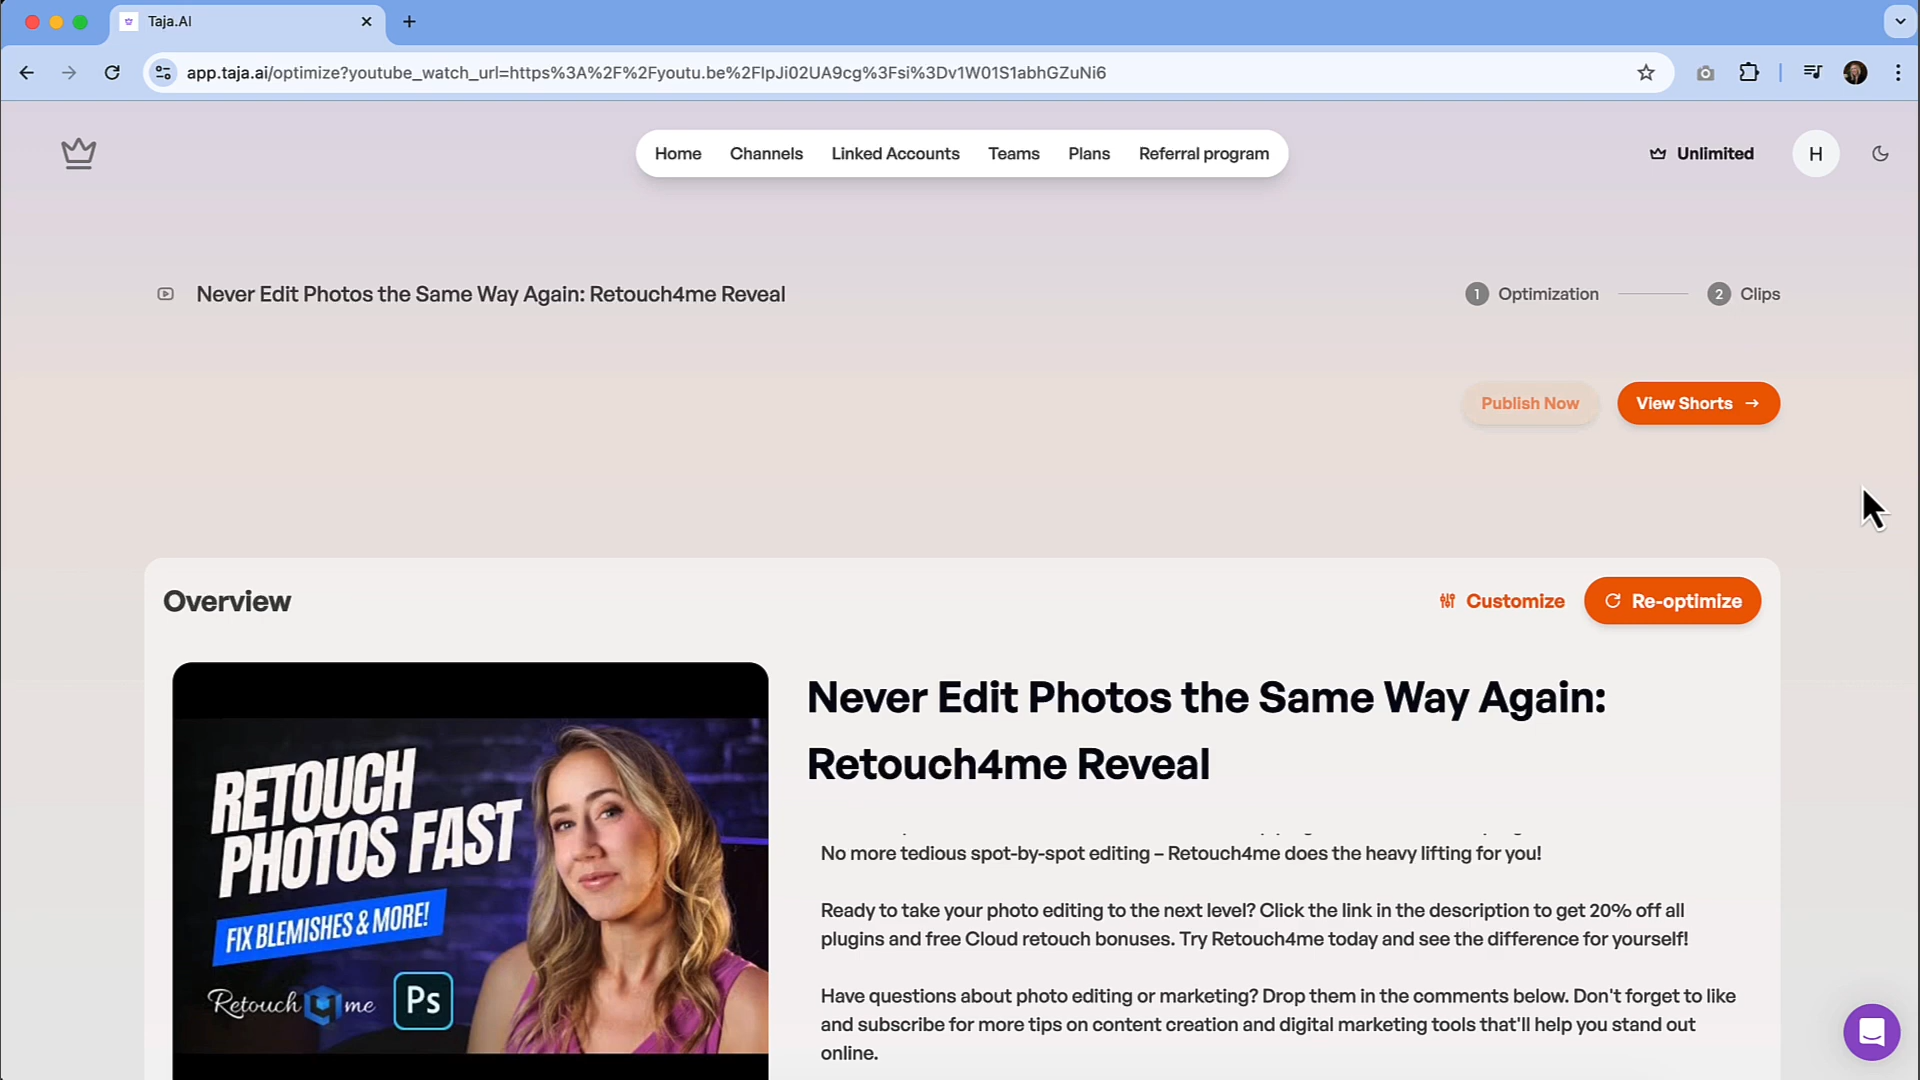 Taja.AI
app.taja.ai/optimize?youtube_watch_url=https%3A%2F%2Fyoutu.be%2FIpJi02UA9cg%3Fsi%3Dv1W01S1abhGZuNi6
Home Channels Linked Accounts Teams Plans Referral program
Unlimited
H
Never Edit Photos the Same Way Again: Retouch4me Reveal
1 Optimization 2 Clips
Publish Now
View Shorts
Overview
Customize
Re-optimize
RETOUCH
PHOTOS FAST
FIX BLEMISHES & MORE!
Retouch4me
Ps
Never Edit Photos the Same Way Again:
Retouch4me Reveal
No more tedious spot-by-spot editing – Retouch4me does the heavy lifting for you!
Ready to take your photo editing to the next level? Click the link in the description to get 20% off all
plugins and free Cloud retouch bonuses. Try Retouch4me today and see the difference for yourself!
Have questions about photo editing or marketing? Drop them in the comments below. Don't forget to like
and subscribe for more tips on content creation and digital marketing tools that'll help you stand out
online.